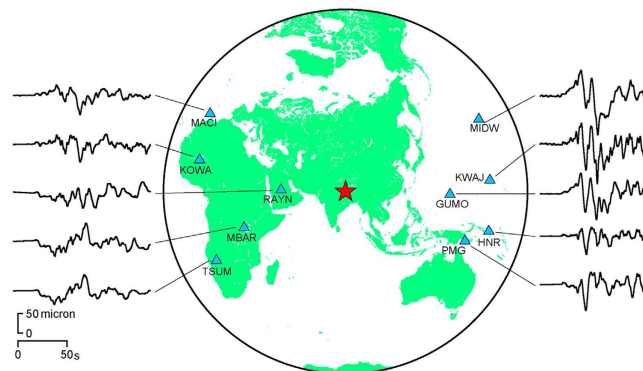 MACI
MIDW
KOWA
KWAJ
RAYN
GUMO
MBAR
HNR
PMG
TSUM
50 micron
0
0 50s